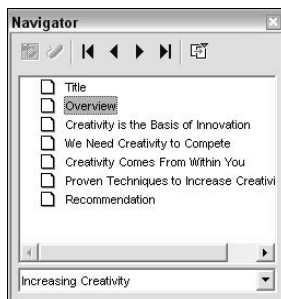 Navigator
Title
Overview
Creativity is the Basis of Innovation
We Need Creativity to Compete
Creativity Comes From Within You
Proven Techniques to Increase Creativi
Recommendation
Increasing Creativity